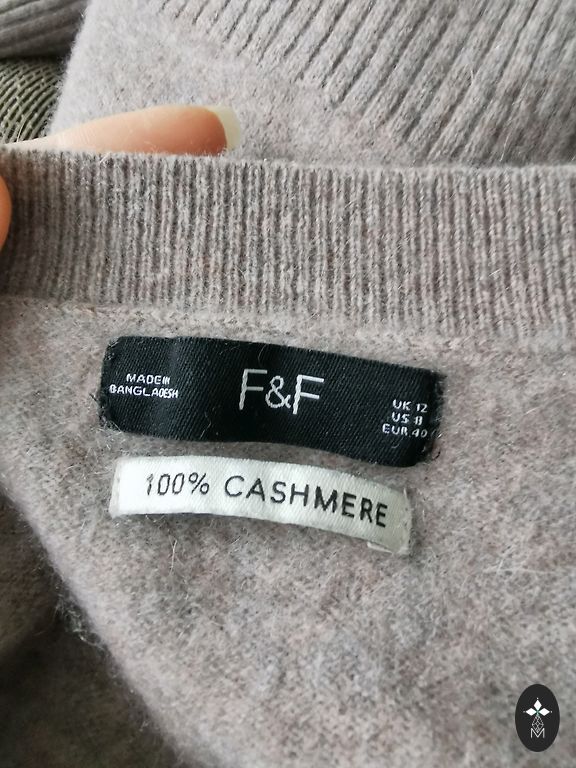 MADE IN
BANGLADESH
F&F
UK 12
US 8
EUR 40
100% CASHMERE
M